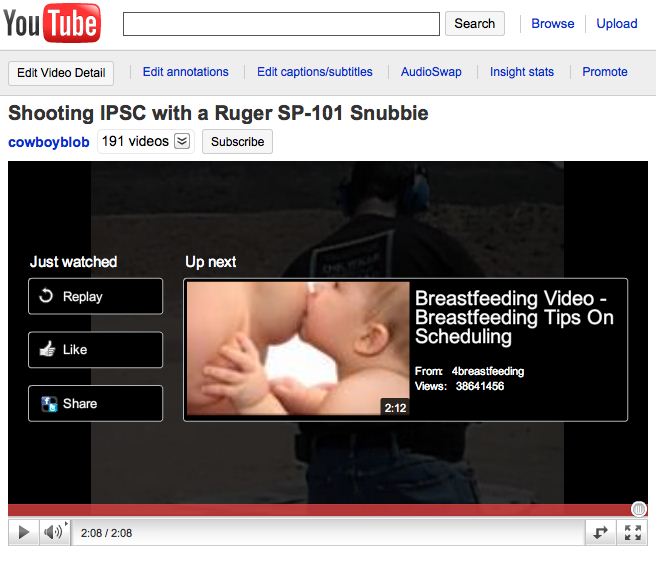 YouTube
Search
Browse
Upload
Edit Video Detail
Edit annotations
Edit captions/subtitles
AudioSwap
Insight stats
Promote
Shooting IPSC with a Ruger SP-101 Snubbie
cowboyblob
191 videos
Subscribe
Just watched
Up next
Replay
Like
Share
Breastfeeding Video -
Breastfeeding Tips On
Scheduling
From: 4breastfeeding
Views: 38641456
2:12
2:08 / 2:08